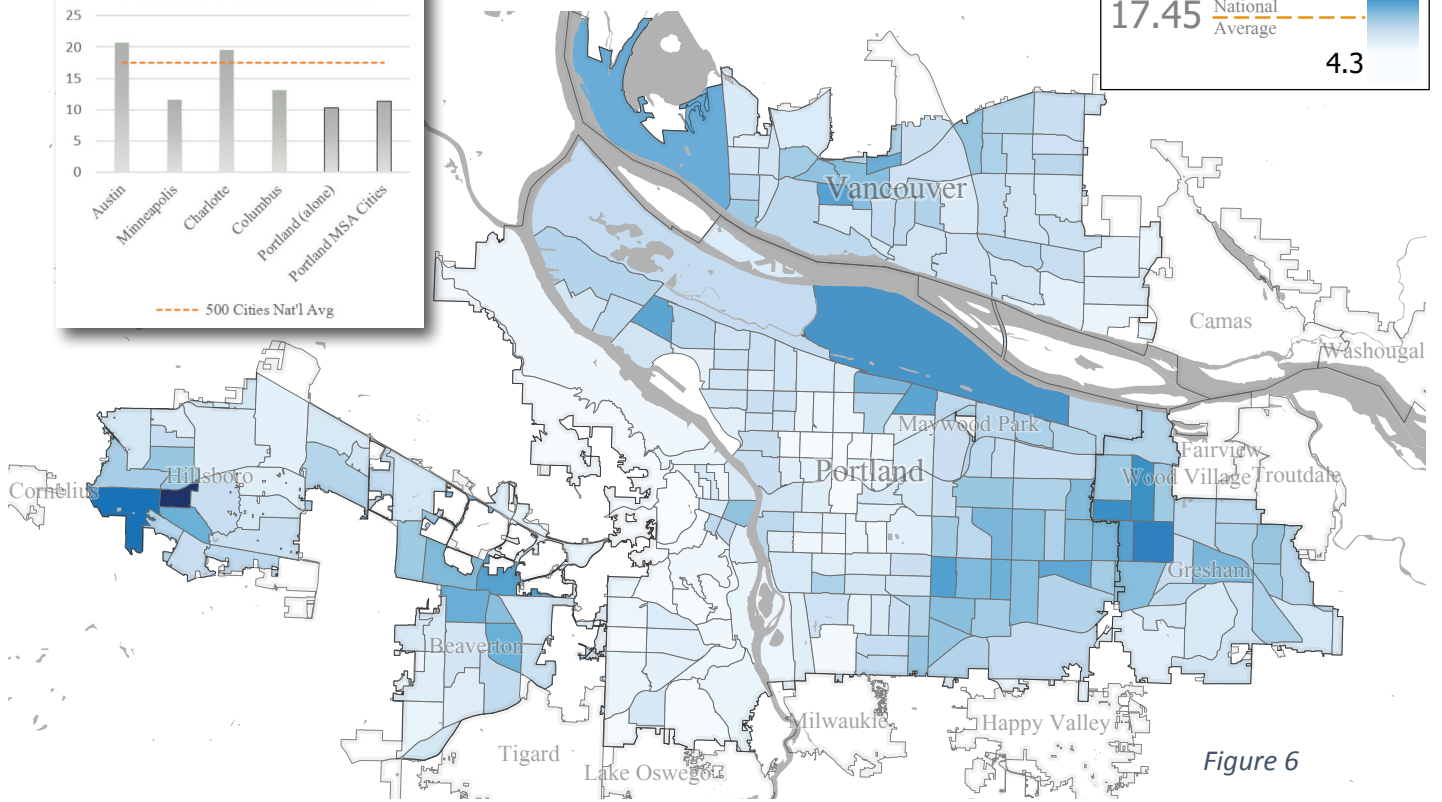 25
20
15
10
5
0
Austin
Minneapolis
Charlotte
Columbus
Portland (alone)
Portland MSA Cities
500 Cities Nat'l Avg
17.45 National
Average
4.3
Vancouver
Camas
Washougal
Maywood Park
Fairview
Portland
Wood Village Troutdale
Hillsboro
Cornelius
Gresham
Beaverton
Milwaukie
Happy Valley
Tigard
Lake Oswego
Figure 6